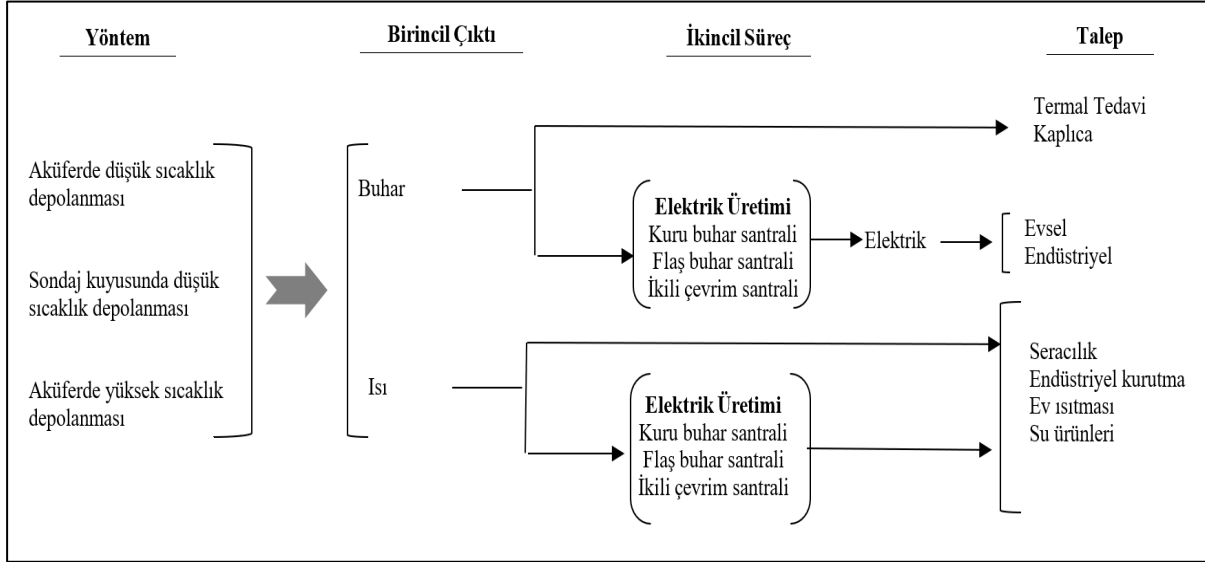 Yöntem
Birincil Çıktı
İkincil Süreç
Talep
Aküferde düşük sıcaklık
depolanması
Sondaj kuyusunda düşük
sıcaklık depolanması
Aküferde yüksek sıcaklık
depolanması
Buhar
Isı
Elektrik Üretimi
Kuru buhar santrali
Flaş buhar santrali
İkili çevrim santrali
Elektrik
Elektrik Üretimi
Kuru buhar santrali
Flaş buhar santrali
İkili çevrim santrali
Termal Tedavi
Kaplıca
Evsel
Endüstriyel
Seracılık
Endüstriyel kurutma
Ev ısıtması
Su ürünleri